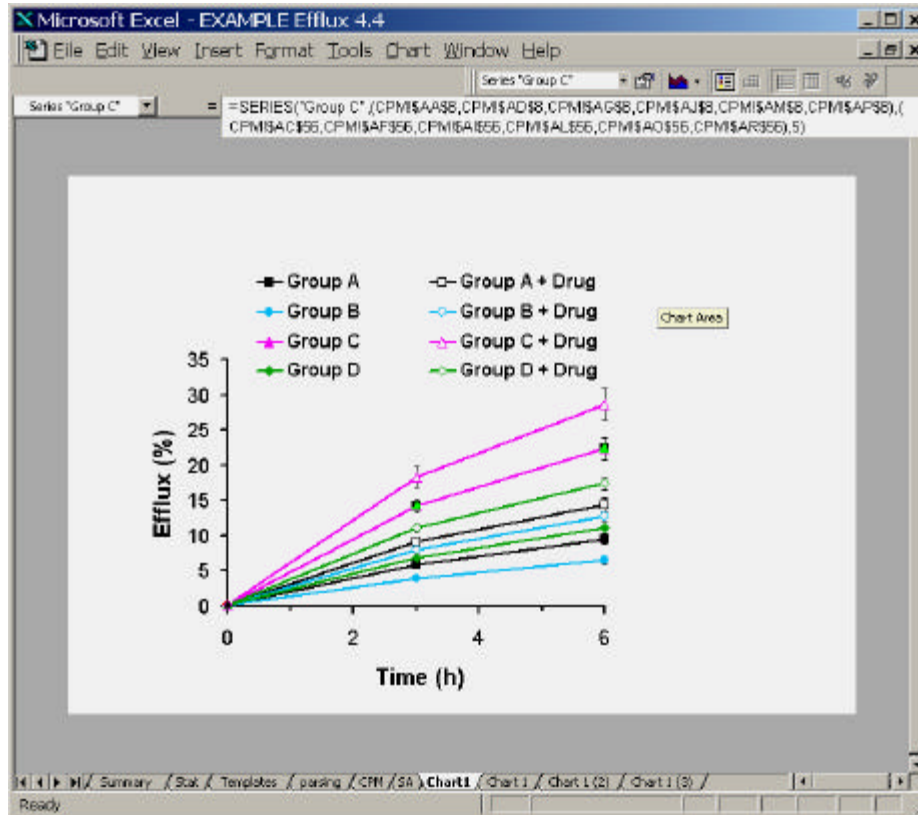 Microsoft Excel - EXAMPLE Efflux 4.4
File Edit View Insert Format Tools Chart Window Help
Series "Group C"
Series "Group C" = =SERIES("Group C",(CPM!$AA$8,CPM!$AD$8,CPM!$AG$8,CPM!$AJ$8,CPM!$AM$8,CPM!$AP$8),(
CPM!$AC$56,CPM!$AF$56,CPM!$AI$56,CPM!$AL$56,CPM!$AO$56,CPM!$AR$56),5)
Group A Group A + Drug
Group B Group B + Drug
Chart Area
Group C Group C + Drug
Group D Group D + Drug
35
30
25
20
15
10
5
0
Efflux (%)
0 2 4 6
Time (h)
Summary Stat Templates parsing CPM SA Chart1 Chart 1 Chart 1 (2) Chart 1 (3)
Ready